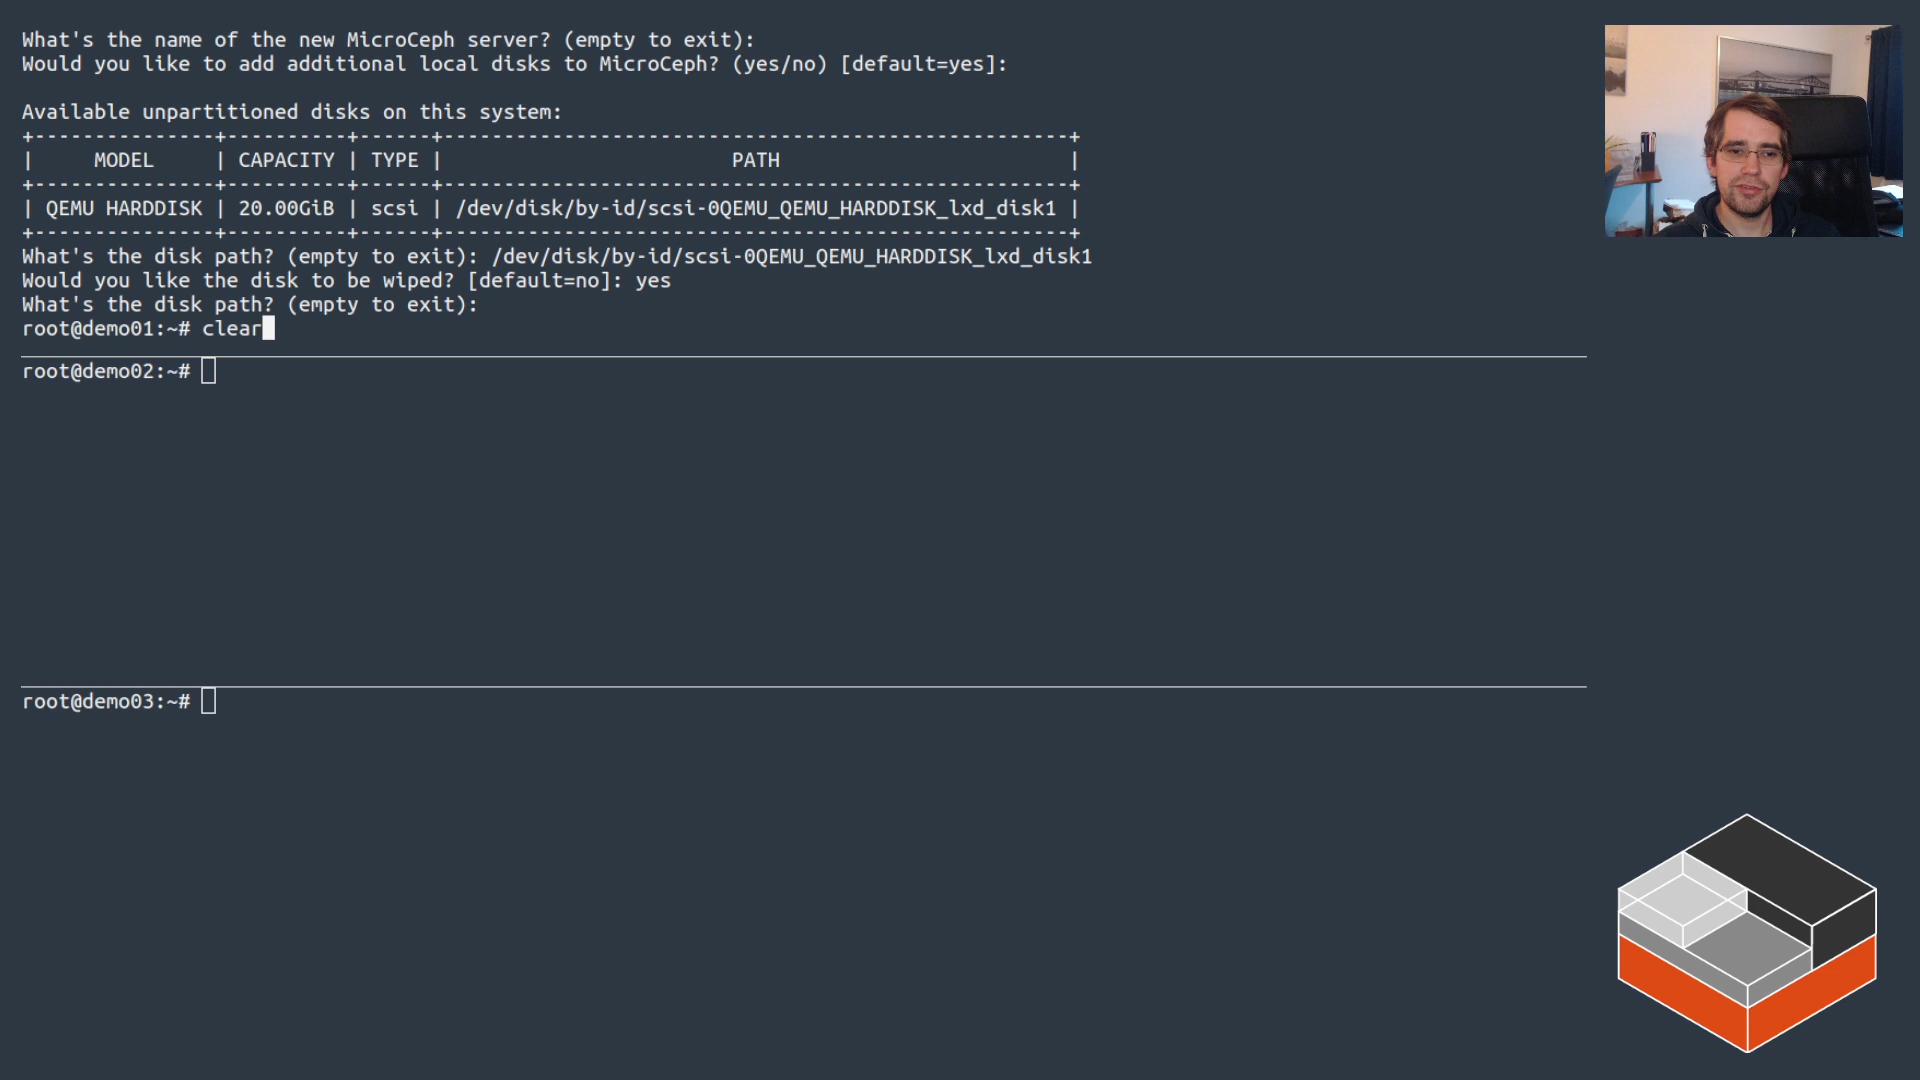 What's the name of the new MicroCeph server? (empty to exit):
Would you like to add additional local disks to MicroCeph? (yes/no) [default=yes]:
Available unpartitioned disks on this system:
+---------------+----------+------+----------------------------------------------------+
|     MODEL     | CAPACITY | TYPE |                        PATH                        |
+---------------+----------+------+----------------------------------------------------+
| QEMU HARDDISK | 20.00GiB | scsi | /dev/disk/by-id/scsi-0QEMU_QEMU_HARDDISK_lxd_disk1 |
+---------------+----------+------+----------------------------------------------------+
What's the disk path? (empty to exit): /dev/disk/by-id/scsi-0QEMU_QEMU_HARDDISK_lxd_disk1
Would you like the disk to be wiped? [default=no]: yes
What's the disk path? (empty to exit):
root@demo01:~# clear
root@demo02:~#
root@demo03:~#